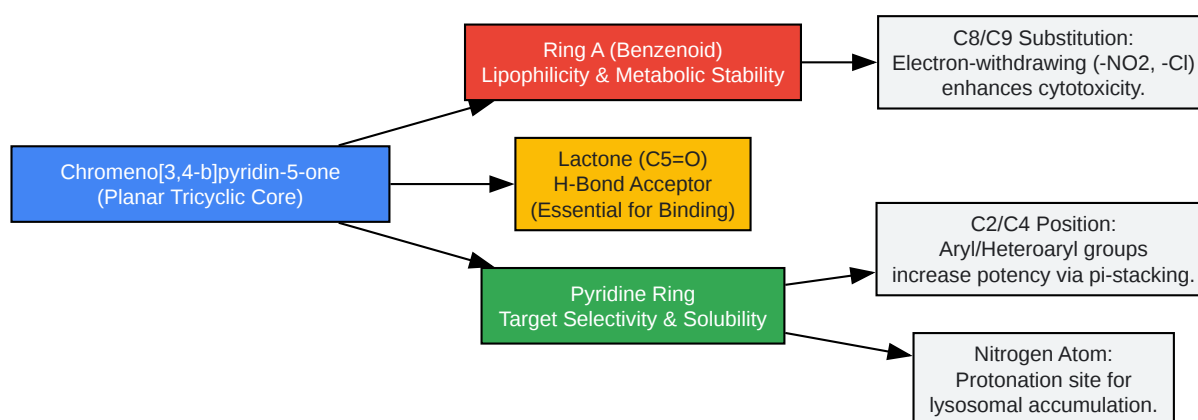 Chromeno[3,4-b]pyridin-5-one
(Planar Tricyclic Core)
Ring A (Benzenoid)
Lipophilicity & Metabolic Stability
C8/C9 Substitution:
Electron-withdrawing (-NO2, -Cl)
enhances cytotoxicity.
Lactone (C5=O)
H-Bond Acceptor
(Essential for Binding)
Pyridine Ring
Target Selectivity & Solubility
C2/C4 Position:
Aryl/Heteroaryl groups
increase potency via pi-stacking.
Nitrogen Atom:
Protonation site for
lysosomal accumulation.